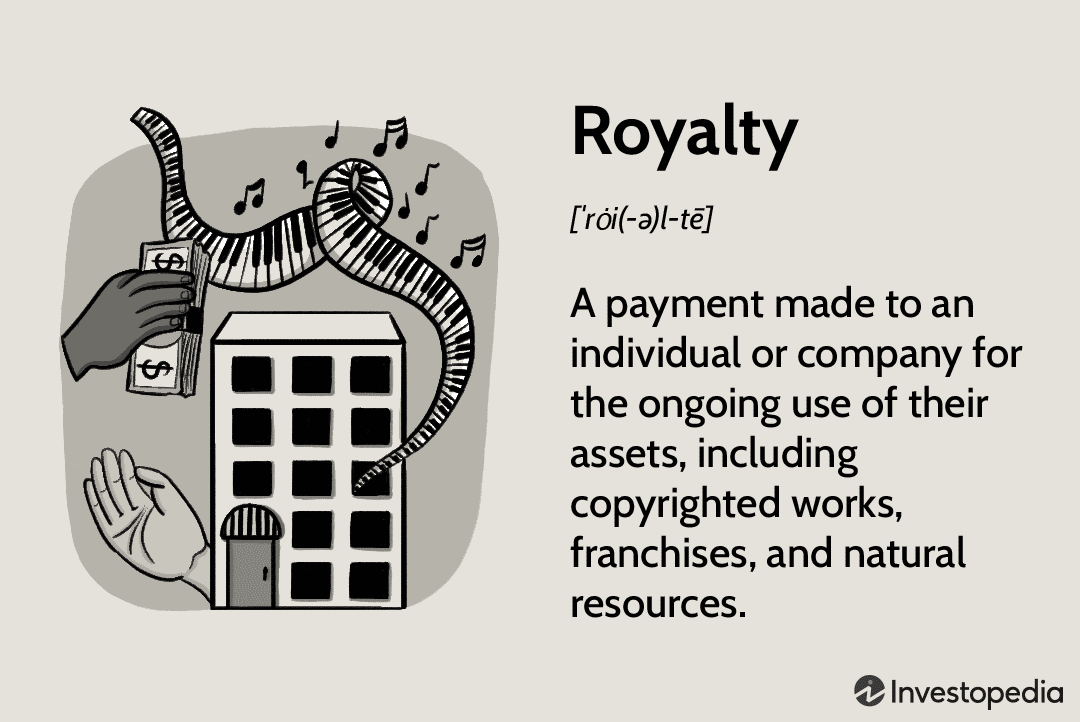 Royalty
[ˈrȯi(-ə)l-tē]
A payment made to an
individual or company for
the ongoing use of their
assets, including
copyrighted works,
franchises, and natural
resources.
$
$
Investopedia